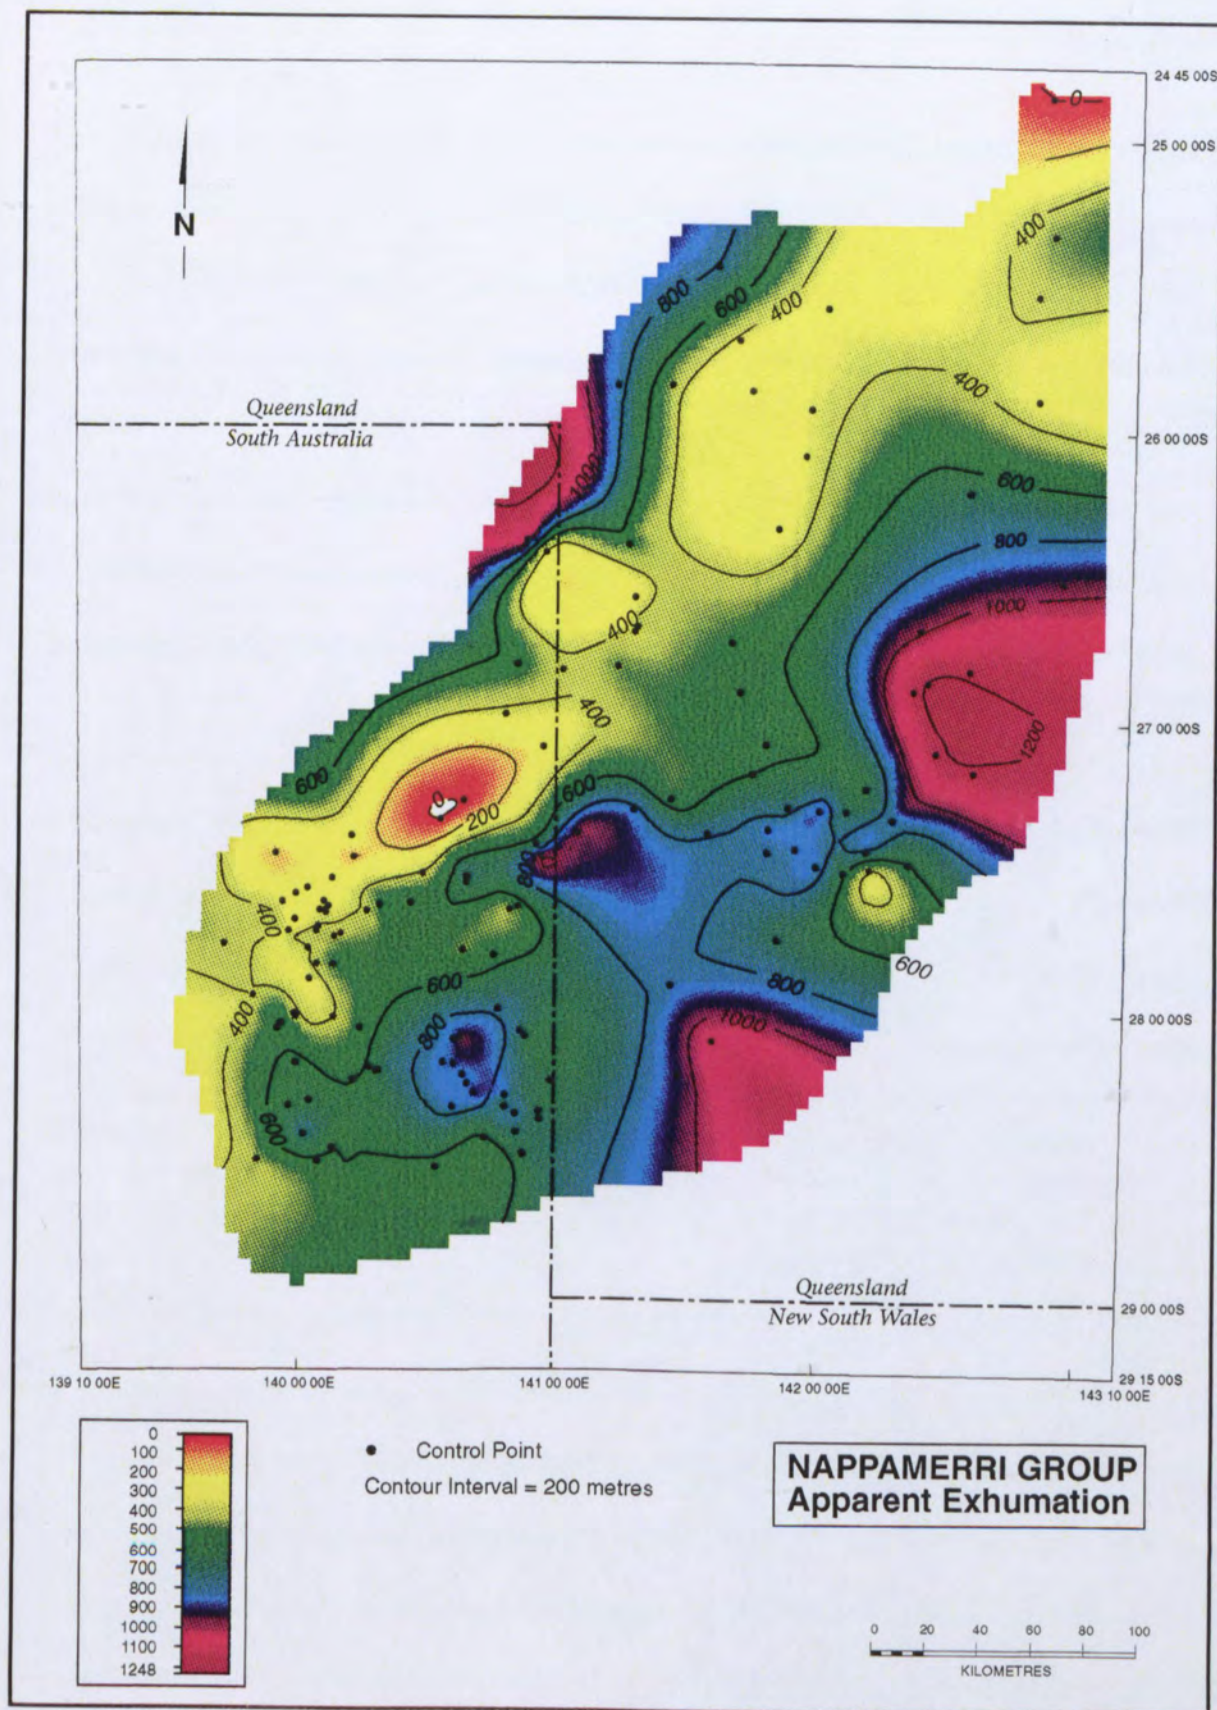 24 45 00S
0
25 00 00S
N
400
800
600
400
400
Queensland
South Australia
26 00 00S
1000
600
800
1000
400
400
27 00 00S
1200
600
600
0
200
800
400
600
600
800
400
1000
28 00 00S
800
600
Queensland
New South Wales
29 00 00S
29 15 00S
139 10 00E
140 00 00E
141 00 00E
142 00 00E
143 10 00E
0
100
200
300
400
500
600
700
800
900
1000
1100
1248
Control Point
Contour Interval = 200 metres
NAPPAMERRI GROUP
Apparent Exhumation
0 20 40 60 80 100
KILOMETRES